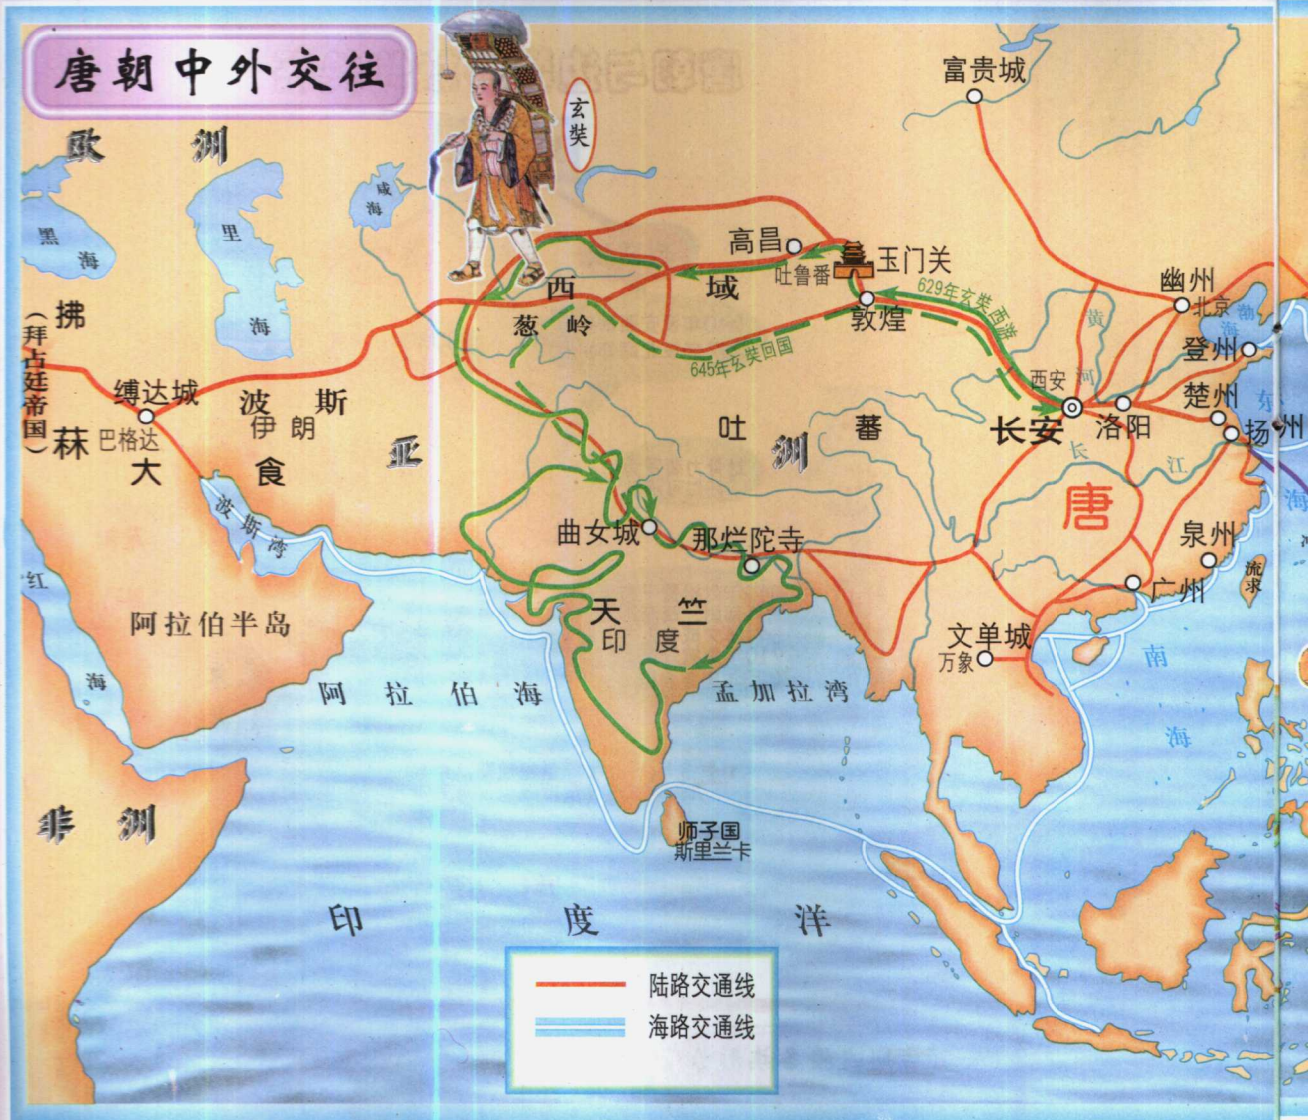 唐朝中外交往
玄奘
富贵城
欧洲
咸海
里海
黑海
高昌
吐鲁番
玉门关
敦煌
629年玄奘西游
645年玄奘回国
西域
葱岭
幽州
北京
渤海
登州
黄河
西安
长安
洛阳
楚州
扬州
东海
拂菻
(拜占廷帝国)
缚达城
巴格达
波斯
伊朗
大食
亚洲
吐蕃
长江
唐
波斯湾
曲女城
那烂陀寺
泉州
流求
广州
红海
阿拉伯半岛
天竺
印度
文单城
万象
阿拉伯海
孟加拉湾
南海
非洲
师子国
斯里兰卡
印度洋
陆路交通线
海路交通线